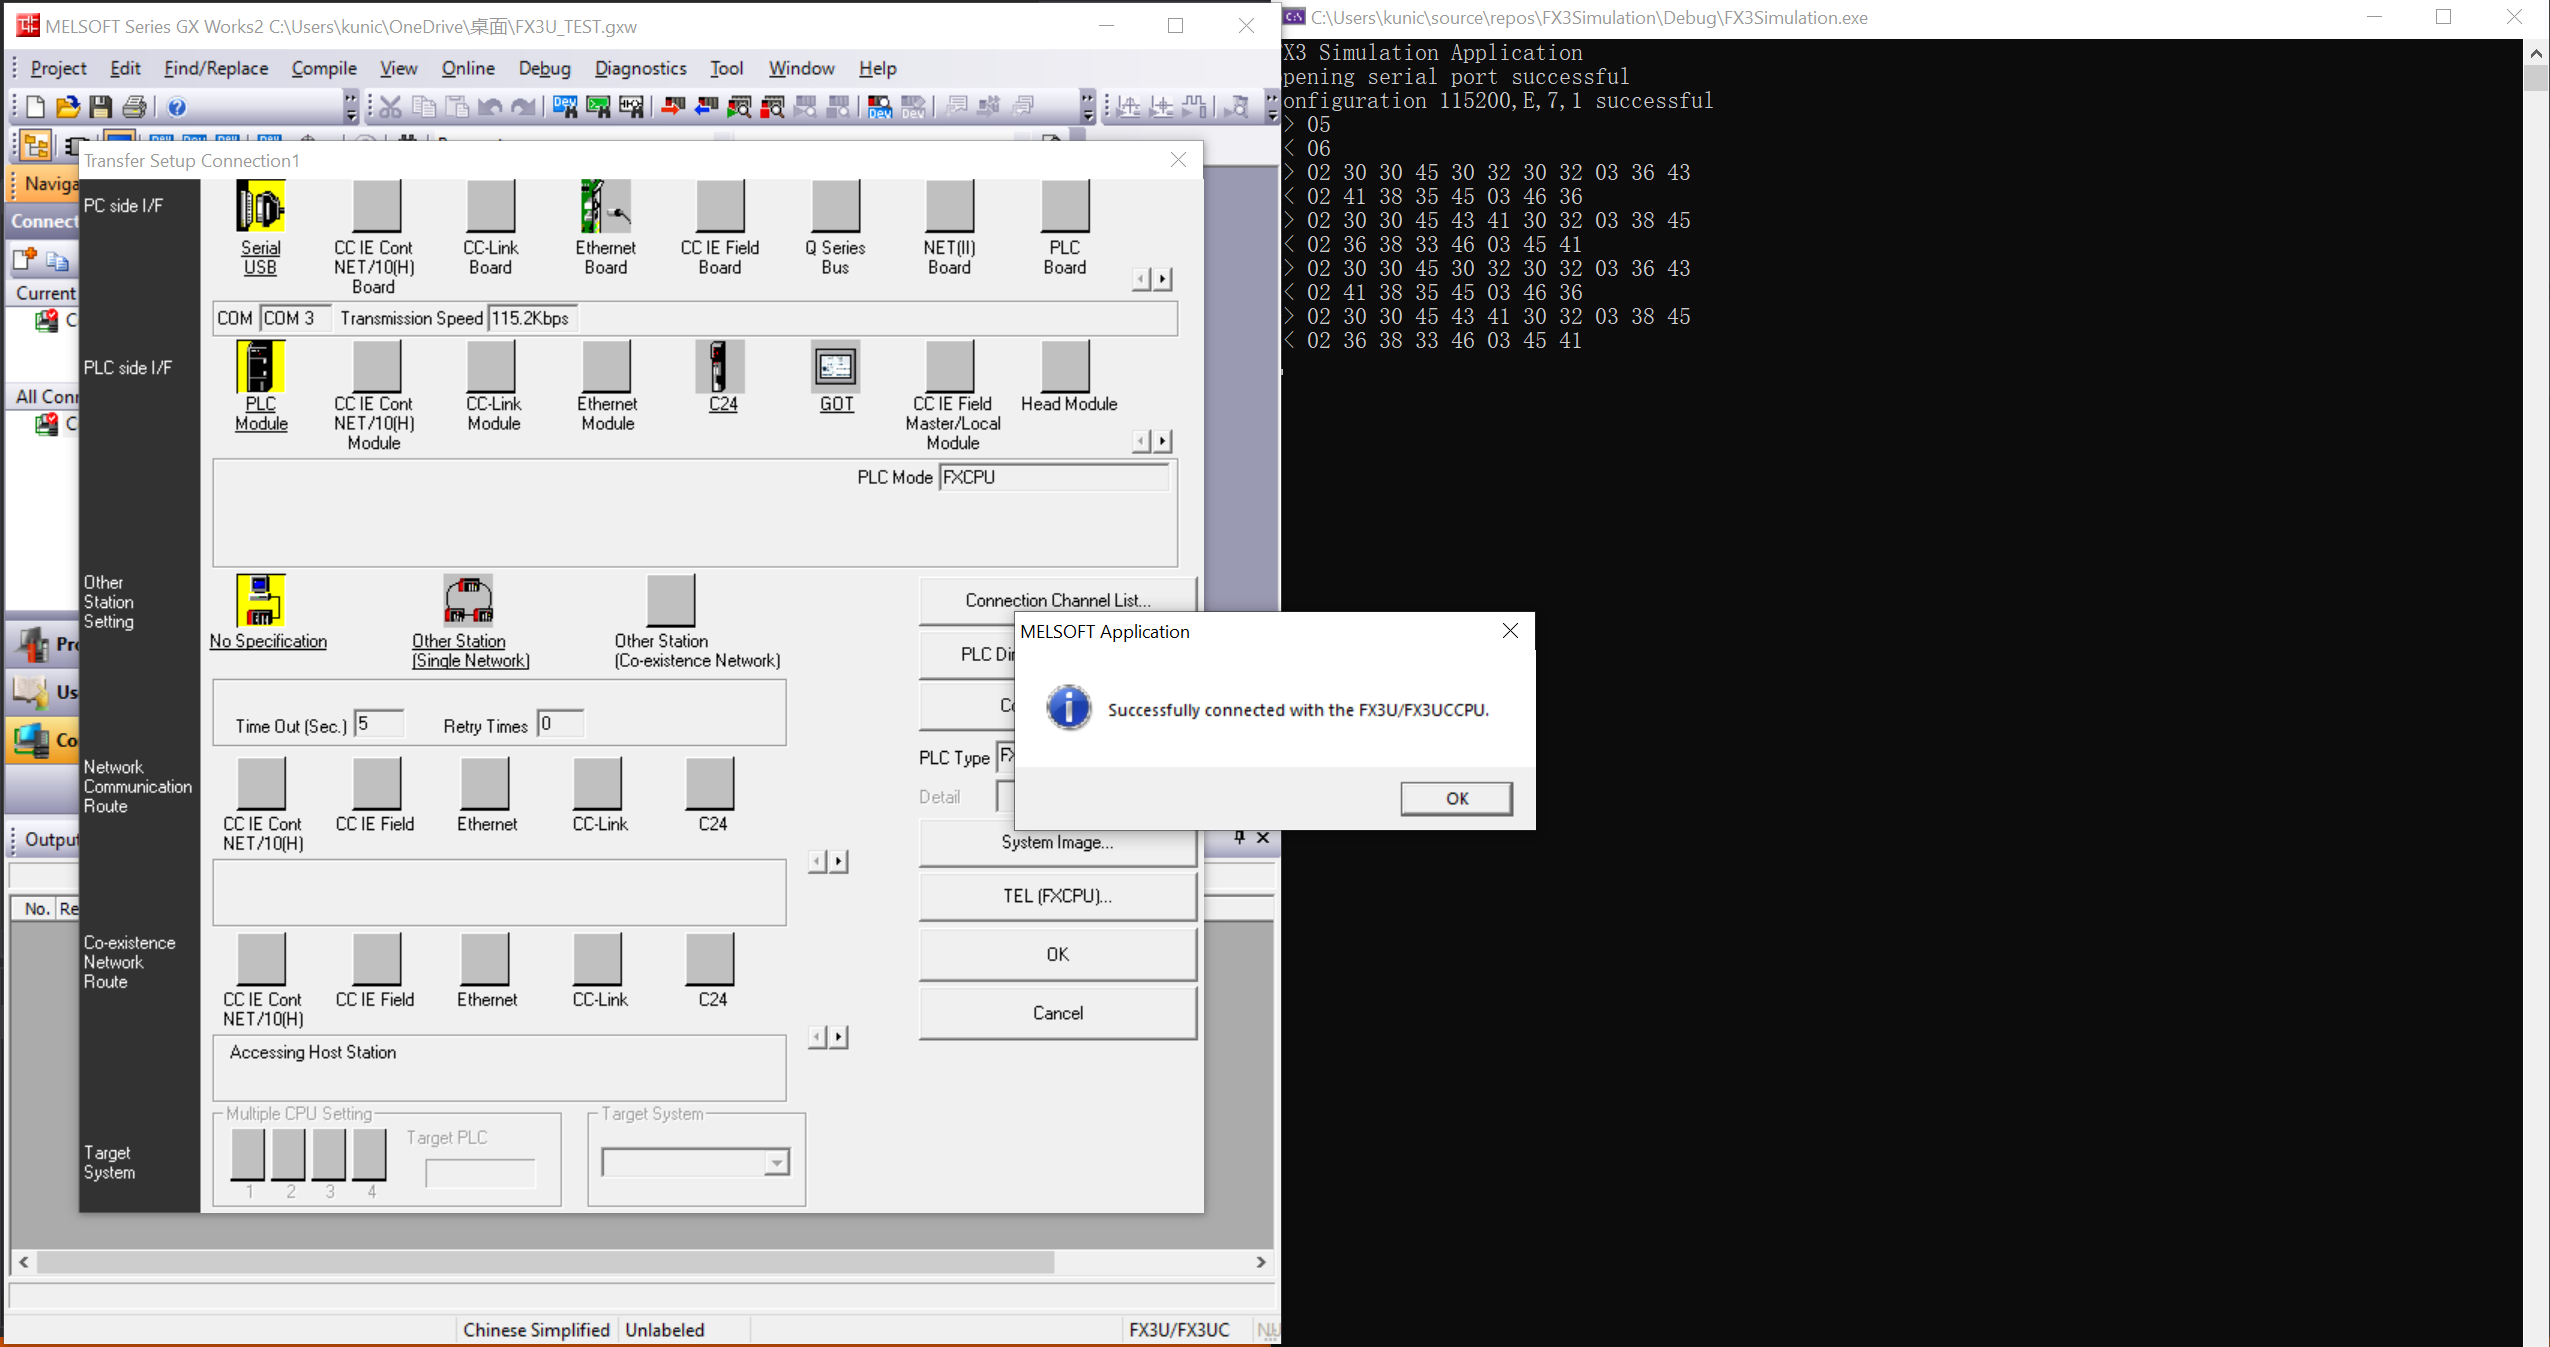 MELSOFT Series GX Works2 C:\Users\kunic\OneDrive\桌面\FX3U_TEST.gxw
Project Edit Find/Replace Compile View Online Debug Diagnostics Tool Window Help
Transfer Setup Connection1
Naviga
Connect
Current
All Conn
Pro
Us
Co
Output
No. Re
PC side I/F
Serial USB
CC IE Cont NET/10(H) Board
CC-Link Board
Ethernet Board
CC IE Field Board
Q Series Bus
NET(II) Board
PLC Board
COM COM 3 Transmission Speed 115.2Kbps
PLC side I/F
PLC Module
CC IE Cont NET/10(H) Module
CC-Link Module
Ethernet Module
C24
GOT
CC IE Field Master/Local Module
Head Module
PLC Mode FXCPU
Other Station Setting
No Specification
Other Station (Single Network)
Other Station (Co-existence Network)
Connection Channel List...
PLC Dir
Co
PLC Type FX
Detail
System Image...
TEL (FXCPU)...
OK
Cancel
Time Out (Sec.) 5 Retry Times 0
Network Communication Route
CC IE Cont NET/10(H)
CC IE Field
Ethernet
CC-Link
C24
Co-existence Network Route
CC IE Cont NET/10(H)
CC IE Field
Ethernet
CC-Link
C24
Accessing Host Station
Target System
Multiple CPU Setting
1 2 3 4
Target PLC
Target System
Chinese Simplified Unlabeled FX3U/FX3UC
MELSOFT Application
Successfully connected with the FX3U/FX3UCCPU.
OK
C:\Users\kunic\source\repos\FX3Simulation\Debug\FX3Simulation.exe
X3 Simulation Application
pening serial port successful
onfiguration 115200,E,7,1 successful
> 05
< 06
> 02 30 30 45 30 32 30 32 03 36 43
< 02 41 38 35 45 03 46 36
> 02 30 30 45 43 41 30 32 03 38 45
< 02 36 38 33 46 03 45 41
> 02 30 30 45 30 32 30 32 03 36 43
< 02 41 38 35 45 03 46 36
> 02 30 30 45 43 41 30 32 03 38 45
< 02 36 38 33 46 03 45 41